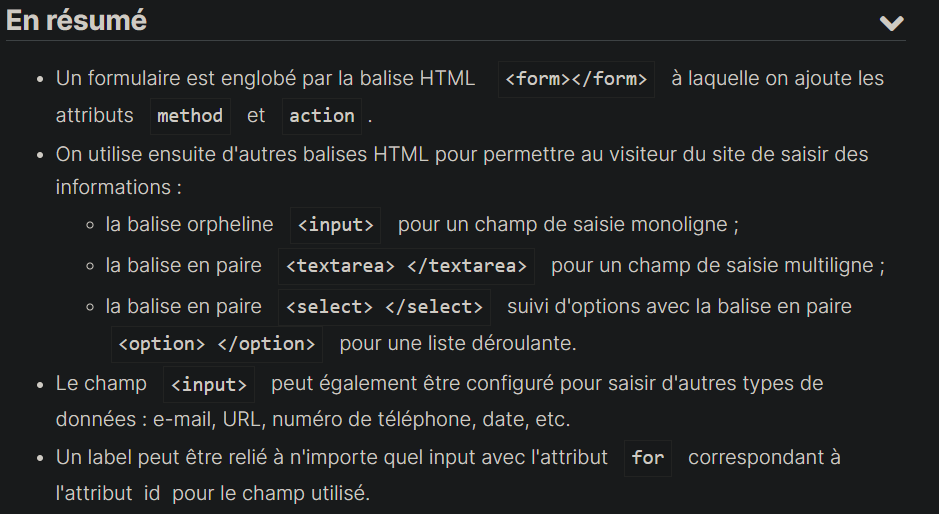 En résumé
• Un formulaire est englobé par la balise HTML <form></form> à laquelle on ajoute les
attributs method et action .
• On utilise ensuite d'autres balises HTML pour permettre au visiteur du site de saisir des
informations :
◦ la balise orpheline <input> pour un champ de saisie monoligne ;
◦ la balise en paire <textarea> </textarea> pour un champ de saisie multiligne ;
◦ la balise en paire <select> </select> suivi d'options avec la balise en paire
<option> </option> pour une liste déroulante.
• Le champ <input> peut également être configuré pour saisir d'autres types de
données : e-mail, URL, numéro de téléphone, date, etc.
• Un label peut être relié à n'importe quel input avec l'attribut for correspondant à
l'attribut id pour le champ utilisé.